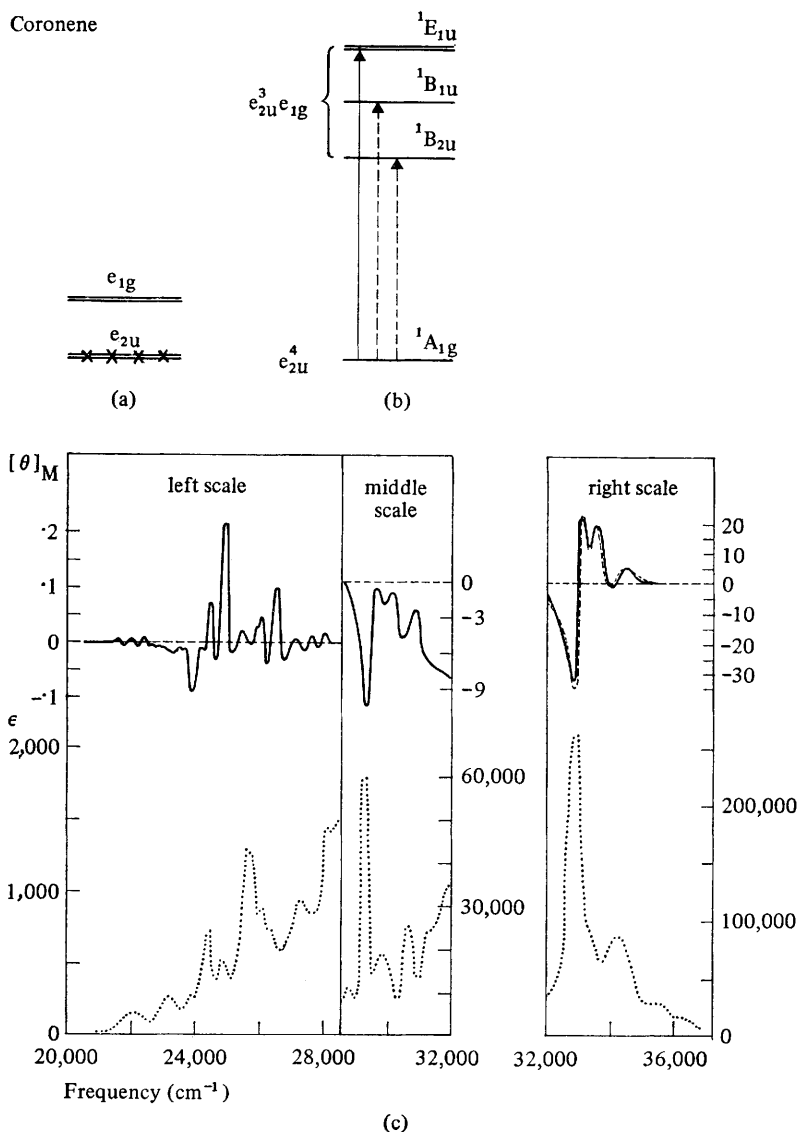 Coronene
¹E₁ᵤ
¹B₁ᵤ
e³₂ᵤe₁g
¹B₂ᵤ
e₁g
e₂ᵤ
e⁴₂ᵤ
¹A₁g
(a)
(b)
[θ]M
left scale
middle
scale
right scale
·2
·1
0
-·1
0
-3
-9
20
10
0
-10
-20
-30
ϵ
2,000
1,000
0
60,000
30,000
200,000
100,000
0
20,000 24,000 28,000 32,000
32,000 36,000
Frequency (cm⁻¹)
(c)